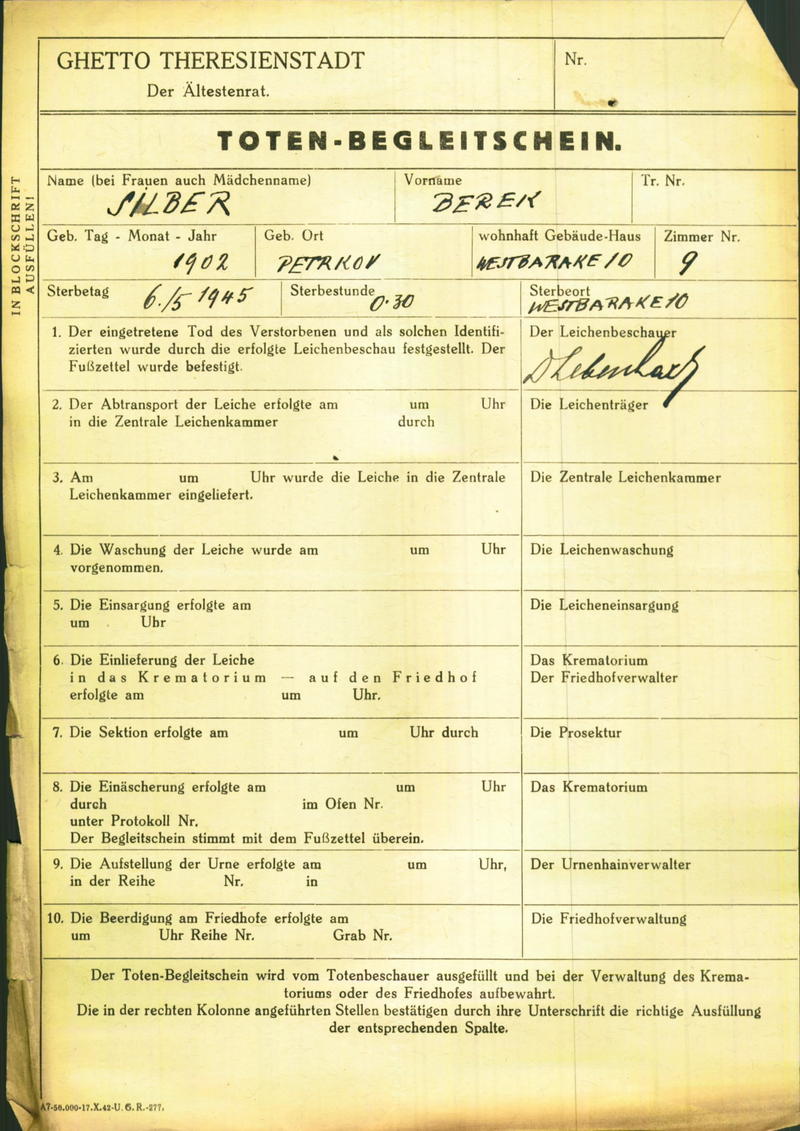 GHETTO THERESIENSTADT
Der Ältestenrat.
Nr.
TOTEN-BEGLEITSCHEIN.
IN BLOCKSCHRIFT
AUSFÜLLEN!
Name (bei Frauen auch Mädchenname)
SILBER
Vorname
BEREK
Tr. Nr.
Geb. Tag - Monat - Jahr
1902
Geb. Ort
PETRKOV
wohnhaft Gebäude-Haus
WESTBARAKE 10
Zimmer Nr.
9
Sterbetag
6./5 1945
Sterbestunde
0·30
Sterbeort
WESTBARAKE 10
1. Der eingetretene Tod des Verstorbenen und als solchen Identifi-
zierten wurde durch die erfolgte Leichenbeschau festgestellt. Der
Fußzettel wurde befestigt.
Der Leichenbeschauer
2. Der Abtransport der Leiche erfolgte am um Uhr
in die Zentrale Leichenkammer durch
Die Leichenträger
3. Am um Uhr wurde die Leiche in die Zentrale
Leichenkammer eingeliefert.
Die Zentrale Leichenkammer
4. Die Waschung der Leiche wurde am um Uhr
vorgenommen.
Die Leichenwaschung
5. Die Einsargung erfolgte am
um Uhr
Die Leicheneinsargung
6. Die Einlieferung der Leiche
in das Krematorium — auf den Friedhof
erfolgte am um Uhr.
Das Krematorium
Der Friedhofverwalter
7. Die Sektion erfolgte am um Uhr durch
Die Prosektur
8. Die Einäscherung erfolgte am um Uhr
durch im Ofen Nr.
unter Protokoll Nr.
Der Begleitschein stimmt mit dem Fußzettel überein.
Das Krematorium
9. Die Aufstellung der Urne erfolgte am um Uhr,
in der Reihe Nr. in
Der Urnenhainverwalter
10. Die Beerdigung am Friedhofe erfolgte am
um Uhr Reihe Nr. Grab Nr.
Die Friedhofverwaltung
Der Toten-Begleitschein wird vom Totenbeschauer ausgefüllt und bei der Verwaltung des Krema-
toriums oder des Friedhofes aufbewahrt.
Die in der rechten Kolonne angeführten Stellen bestätigen durch ihre Unterschrift die richtige Ausfüllung
der entsprechenden Spalte.
A7-50.000-17.X.42-U.G.R.-277.